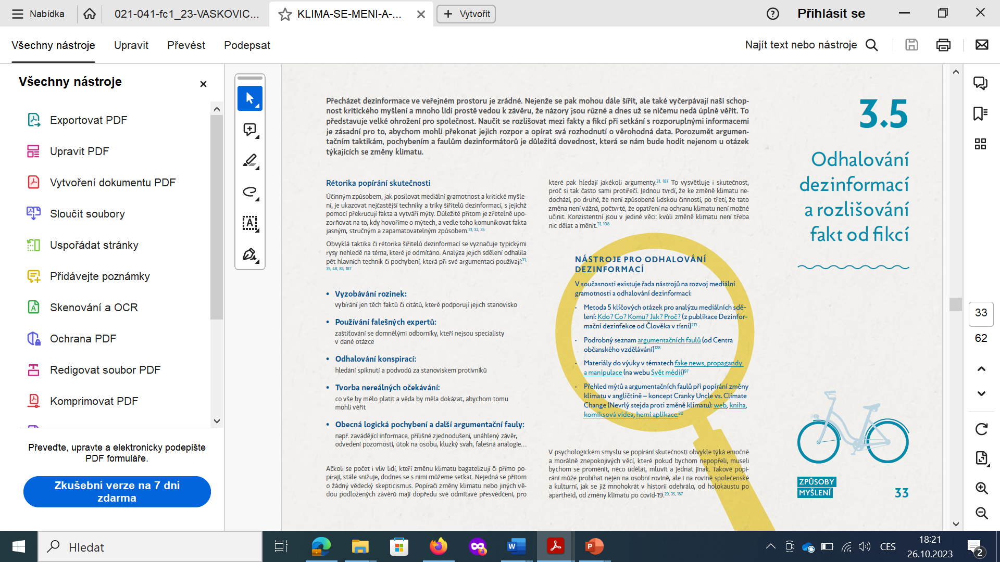 Nabídka
021-041-fc1_23-VASKOVIC...
KLIMA-SE-MENI-A-...
Vytvořit
Přihlásit se
Všechny nástroje
Upravit
Převést
Podepsat
Najít text nebo nástroje
Všechny nástroje
Exportovat PDF
Upravit PDF
Vytvoření dokumentu PDF
Sloučit soubory
Uspořádat stránky
Přidávejte poznámky
Skenování a OCR
Ochrana PDF
Redigovat soubor PDF
Komprimovat PDF
Převeďte, upravte a elektronicky podepište
PDF formuláře.
Zkušební verze na 7 dní
zdarma
Přecházet dezinformace ve veřejném prostoru je zrádné. Nejenže se pak mohou dále šířit, ale také vyčerpávají naši schop-
nost kritického myšlení a mnoho lidí prostě vedou k závěru, že názory jsou různé a dnes už se ničemu nedá úplně věřit. To
představuje velké ohrožení pro společnost. Naučit se rozlišovat mezi fakty a fikcí při setkání s rozporuplnými informacemi
je zásadní pro to, abychom mohli překonat jejich rozpor a opírat svá rozhodnutí o věrohodná data. Porozumět argumen-
tačním taktikám, pochybením a faulům dezinformátorů je důležitá dovednost, která se nám bude hodit nejenom u otázek
týkajících se změny klimatu.
3.5
Odhalování
dezinformací
a rozlišování
fakt od fikcí
Rétorika popírání skutečnosti
Účinným způsobem, jak posilovat mediální gramotnost a kritické myšle-
ní, je ukazovat nejčastější techniky a triky šiřitelů dezinformací, s jejichž
pomocí překrucují fakta a vytváří mýty. Důležité přitom je zřetelně upo-
zorňovat na to, kdy hovoříme o mýtech, a vedle toho komunikovat fakta
jasným, stručným a zapamatovatelným způsobem.31, 32, 35
Obvyklá taktika či rétorika šiřitelů dezinformací se vyznačuje typickými
rysy nehledě na téma, které je odmítáno. Analýza jejich sdělení odhalila
pět hlavních technik či pochybení, která při své argumentaci používají:31,
35, 48, 85, 187
• Vyzobávání rozinek:
vybírání jen těch faktů či citátů, které podporují jejich stanovisko
• Používání falešných expertů:
zaštiťování se domnělými odborníky, kteří nejsou specialisty
v dané otázce
• Odhalování konspirací:
hledání spiknutí a podvodů za stanoviskem protivníků
• Tvorba nereálných očekávání:
co vše by mělo platit a věda by měla dokázat, abychom tomu
mohli věřit
• Obecná logická pochybení a další argumentační fauly:
např. zavádějící informace, přílišné zjednodušení, unáhlený závěr,
odvedení pozornosti, útok na osobu, kluzký svah, falešná analogie...
Ačkoli se počet i vliv lidí, kteří změnu klimatu bagatelizují či přímo po-
pírají, stále snižuje, dodnes se s nimi můžeme setkat. Nejedná se přitom
o žádný vědecký skepticismus. Popírači změny klimatu nebo jiných vě-
dou podložených závěrů mají dopředu své odmítavé přesvědčení, pro
které pak hledají jakékoli argumenty.31, 187 To vysvětluje i skutečnost,
proč si tak často sami protiřečí. Jednou tvrdí, že ke změně klimatu ne-
dochází, po druhé, že není způsobená lidskou činností, po třetí, že tato
změna není vážná, počtvrté, že opatření na ochranu klimatu není možné
učinit. Konzistentní jsou v jediné věci: kvůli změně klimatu není třeba
nic dělat a měnit.31, 108
NÁSTROJE PRO ODHALOVÁNÍ
DEZINFORMACÍ
V současnosti existuje řada nástrojů na rozvoj mediální
gramotnosti a odhalování dezinformací:
• Metoda 5 klíčových otázek pro analýzu mediálních sdě-
lení: Kdo? Co? Komu? Jak? Proč? (z publikace Dezinfor-
mační dezinfekce od Člověka v tísni)213
• Podrobný seznam argumentačních faulů (od Centra
občanského vzdělávání)128
• Materiály do výuky v tématech fake news, propagandy
a manipulace (na webu Svět médií)97
• Přehled mýtů a argumentačních faulů při popírání změny
klimatu v angličtině – koncept Cranky Uncle vs. Climate
Change (Nevrlý stejda proti změně klimatu): web, kniha,
komiksová videa, herní aplikace.30
V psychologickém smyslu se popírání skutečnosti obvykle týká emočně
a morálně znepokojivých věcí, které pokud bychom nepopřeli, museli
bychom se proměnit, něco udělat, mluvit a jednat jinak. Takové popí-
rání může probíhat nejen na osobní rovině, ale i na rovině společenské
a kulturní, jak se již mnohokrát v historii odehrálo, od holokaustu po
apartheid, od změny klimatu po covid-19.29, 35, 187
ZPŮSOBY
MYŠLENÍ
33
33
62
Hledat
CES
18:21
26.10.2023
2